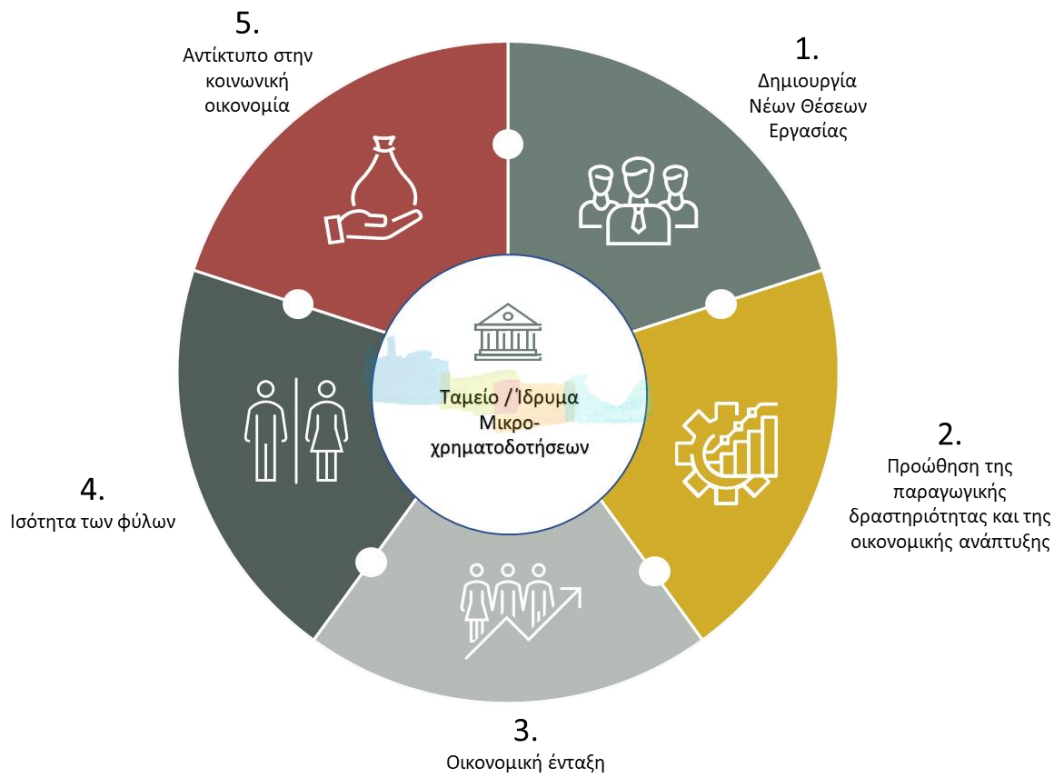 1.
Δημιουργία
Νέων Θέσεων
Εργασίας
2.
Προώθηση της
παραγωγικής
δραστηριότητας και της
οικονομικής ανάπτυξης
3.
Οικονομική ένταξη
4.
Ισότητα των φύλων
5.
Αντίκτυπο στην
κοινωνική
οικονομία
Ταμείο / Ίδρυμα
Μικρο-
χρηματοδοτήσεων